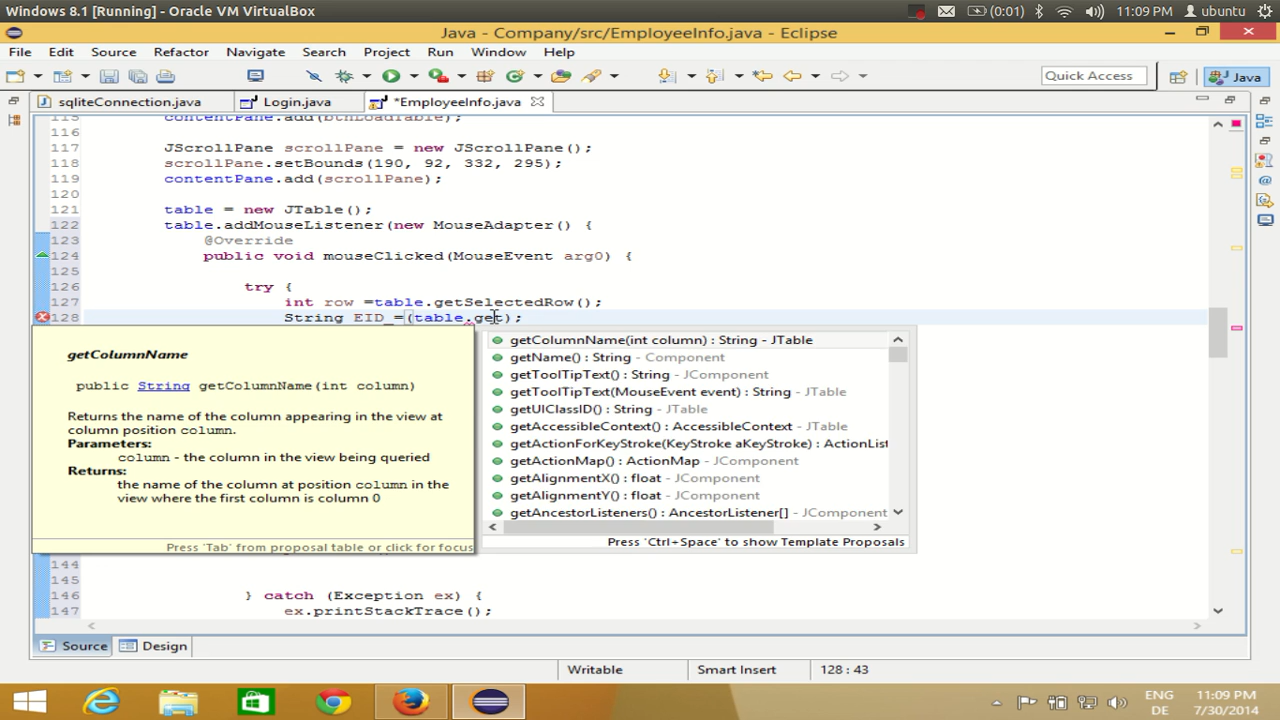 Windows 8.1 [Running] - Oracle VM VirtualBox
(0:01)
11:09 PM
ubuntu
Java - Company/src/EmployeeInfo.java - Eclipse
File Edit Source Refactor Navigate Search Project Run Window Help
Quick Access
Java
sqliteConnection.java
Login.java
*EmployeeInfo.java
115 contentPane.add(btnLoadTable);
116
117 JScrollPane scrollPane = new JScrollPane();
118 scrollPane.setBounds(190, 92, 332, 295);
119 contentPane.add(scrollPane);
120
121 table = new JTable();
122 table.addMouseListener(new MouseAdapter() {
123 @Override
124 public void mouseClicked(MouseEvent arg0) {
125
126 try {
127 int row =table.getSelectedRow();
128 String EID_=(table.get);
getColumnName
public String getColumnName(int column)
Returns the name of the column appearing in the view at
column position column.
Parameters:
column - the column in the view being queried
Returns:
the name of the column at position column in the
view where the first column is column 0
Press 'Tab' from proposal table or click for focus
getColumnName(int column) : String - JTable
getName() : String - Component
getToolTipText() : String - JComponent
getToolTipText(MouseEvent event) : String - JTable
getUIClassID() : String - JTable
getAccessibleContext() : AccessibleContext - JTable
getActionForKeyStroke(KeyStroke aKeyStroke) : ActionList
getActionMap() : ActionMap - JComponent
getAlignmentX() : float - JComponent
getAlignmentY() : float - JComponent
getAncestorListeners() : AncestorListener[] - JComponent
Press 'Ctrl+Space' to show Template Proposals
144
145
146 } catch (Exception ex) {
147 ex.printStackTrace();
Source
Design
Writable
Smart Insert
128 : 43
ENG
DE
11:09 PM
7/30/2014